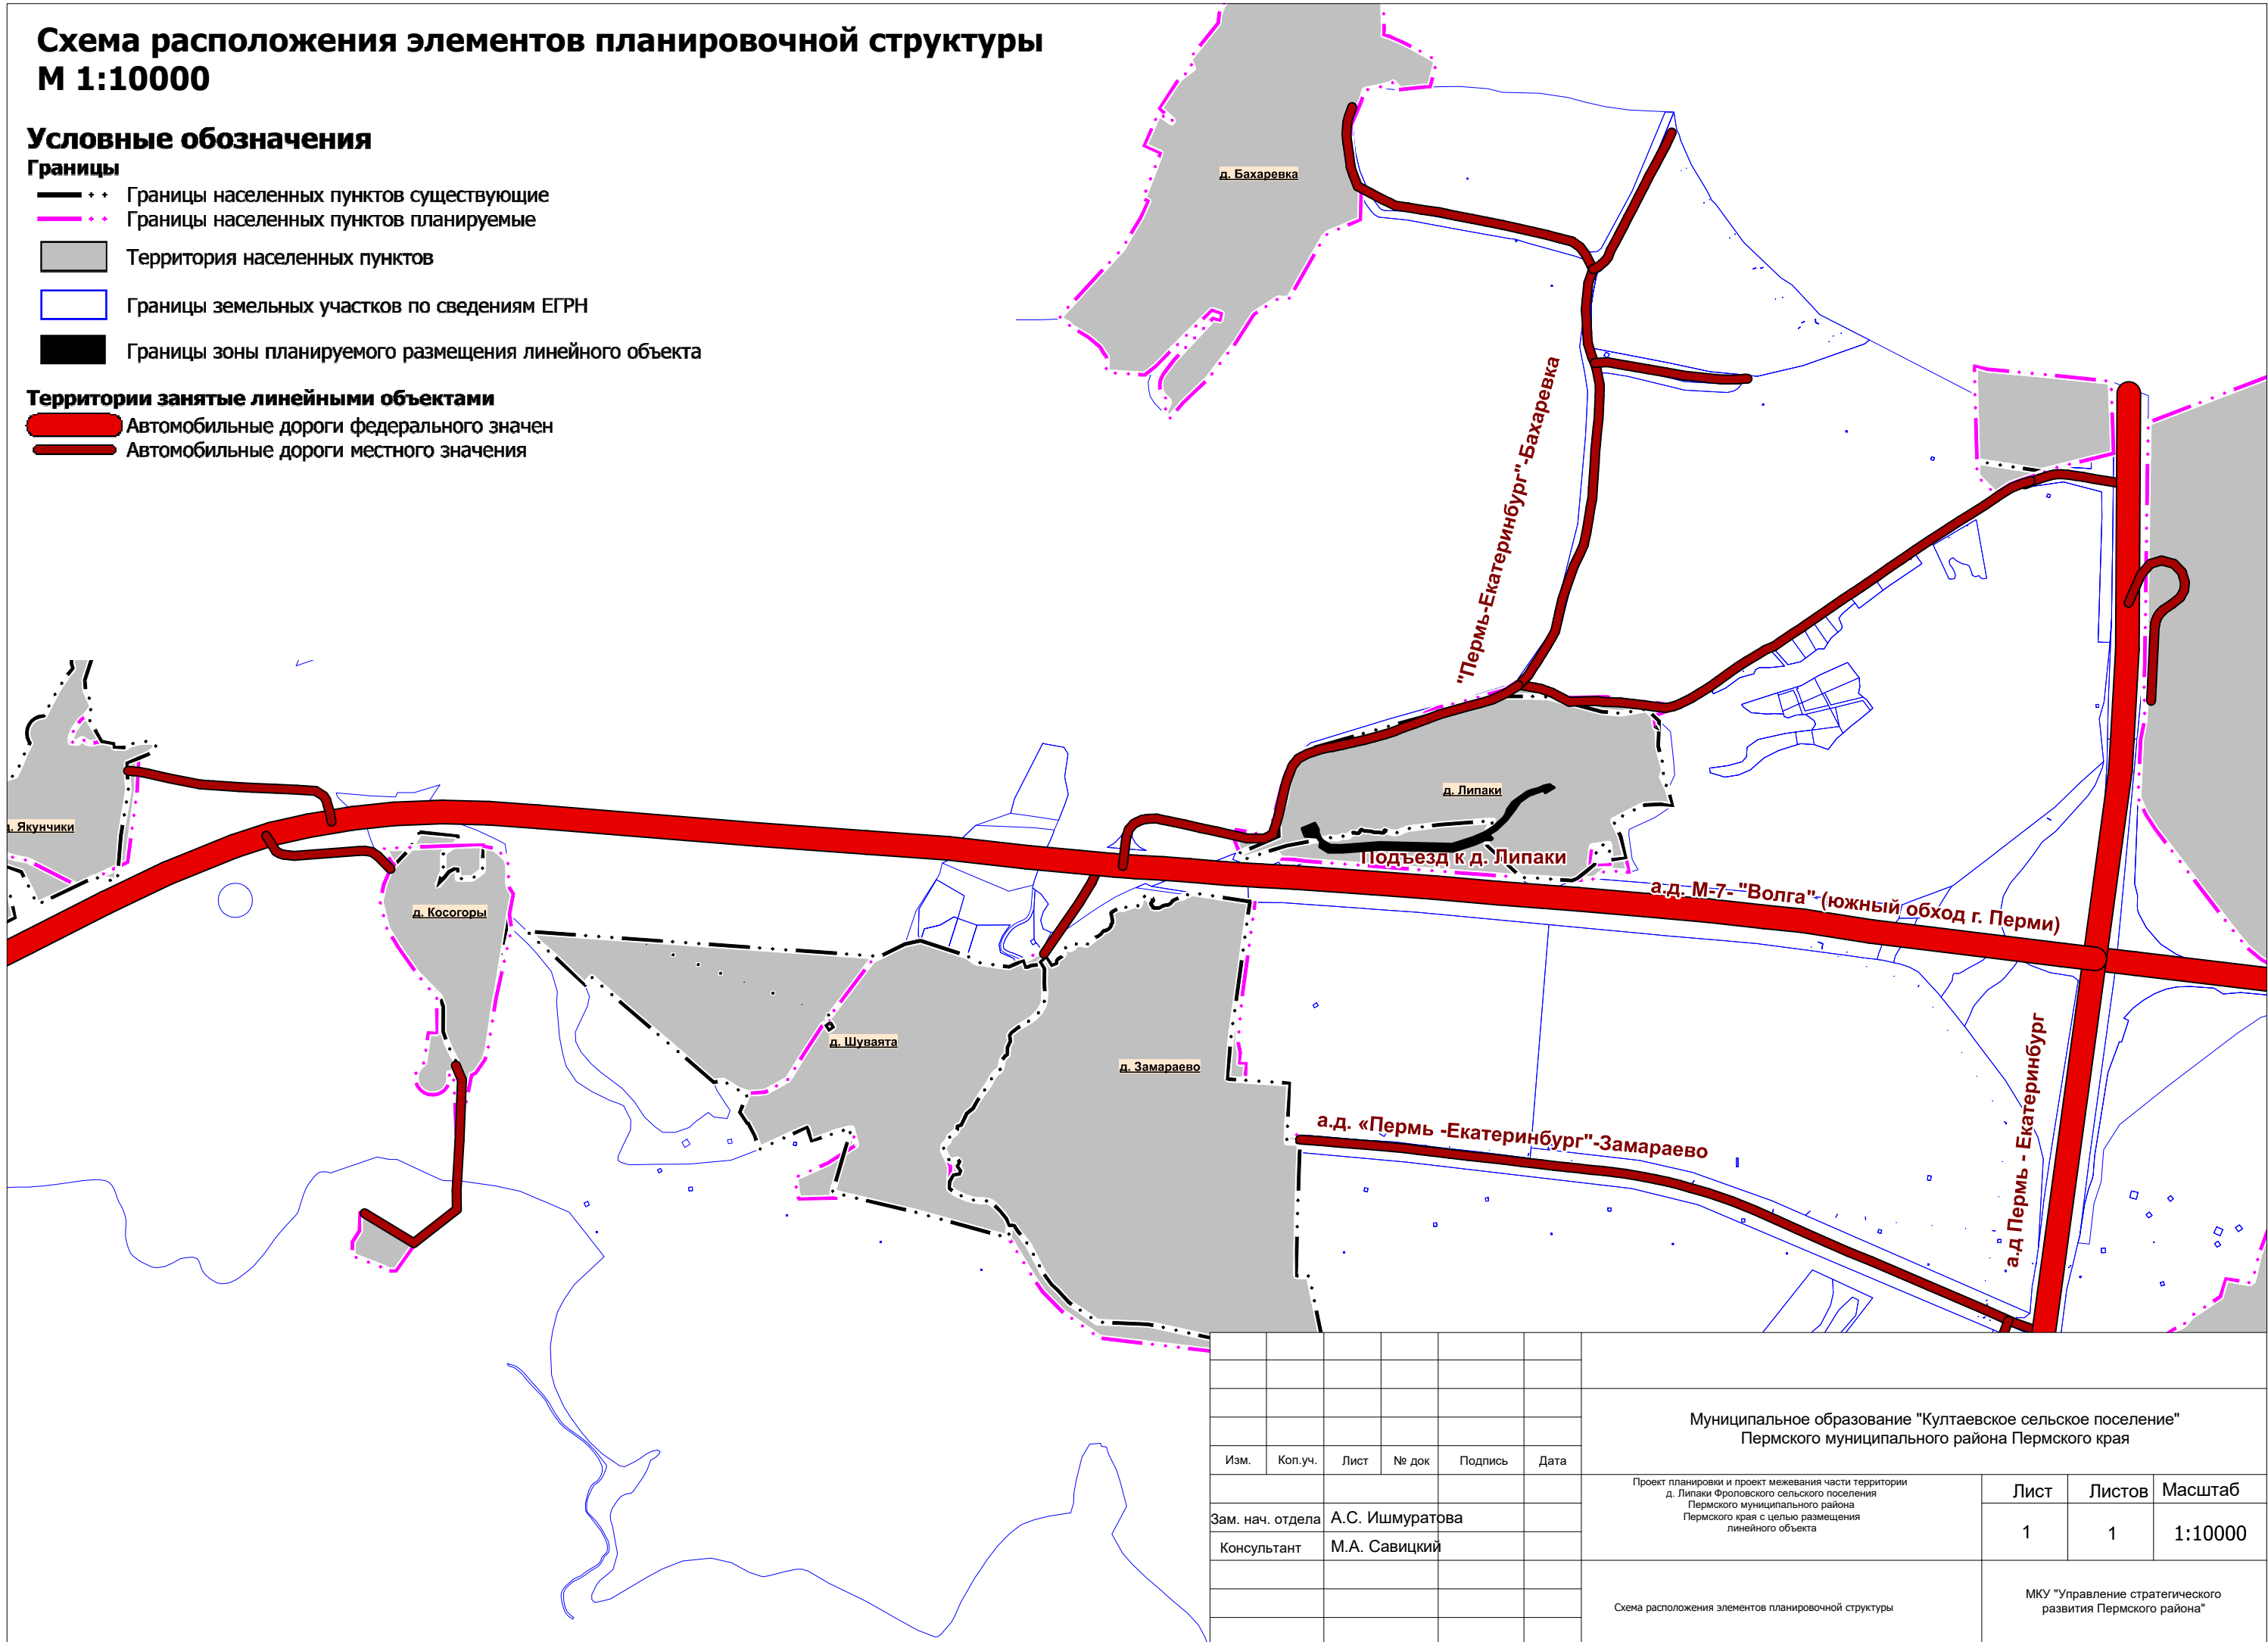 Схема расположения элементов планировочной структуры
М 1:10000
Условные обозначения
Границы
Границы населенных пунктов существующие
Границы населенных пунктов планируемые
Территория населенных пунктов
Границы земельных участков по сведениям ЕГРН
Границы зоны планируемого размещения линейного объекта
Территории занятые линейными объектами
Автомобильные дороги федерального значен
Автомобильные дороги местного значения
д. Бахаревка
"Пермь-Екатеринбург"-Бахаревка
д. Липаки
д. Якунчики
Подъезд к д. Липаки
а.д. М-7- "Волга" (южный обход г. Перми)
д. Косогоры
д. Шуваята
д. Замараево
а.д. «Пермь -Екатеринбург"-Замараево
а.д Пермь - Екатеринбург
Муниципальное образование "Култаевское сельское поселение"
Пермского муниципального района Пермского края
Изм. Кол.уч. Лист № док Подпись Дата
Проект планировки и проект межевания части территории
д. Липаки Фроловского сельского поселения
Пермского муниципального района
Пермского края с целью размещения
линейного объекта
Лист Листов Масштаб
1 1 1:10000
Зам. нач. отдела А.С. Ишмуратова
Консультант М.А. Савицкий
Схема расположения элементов планировочной структуры
МКУ "Управление стратегического
развития Пермского района"